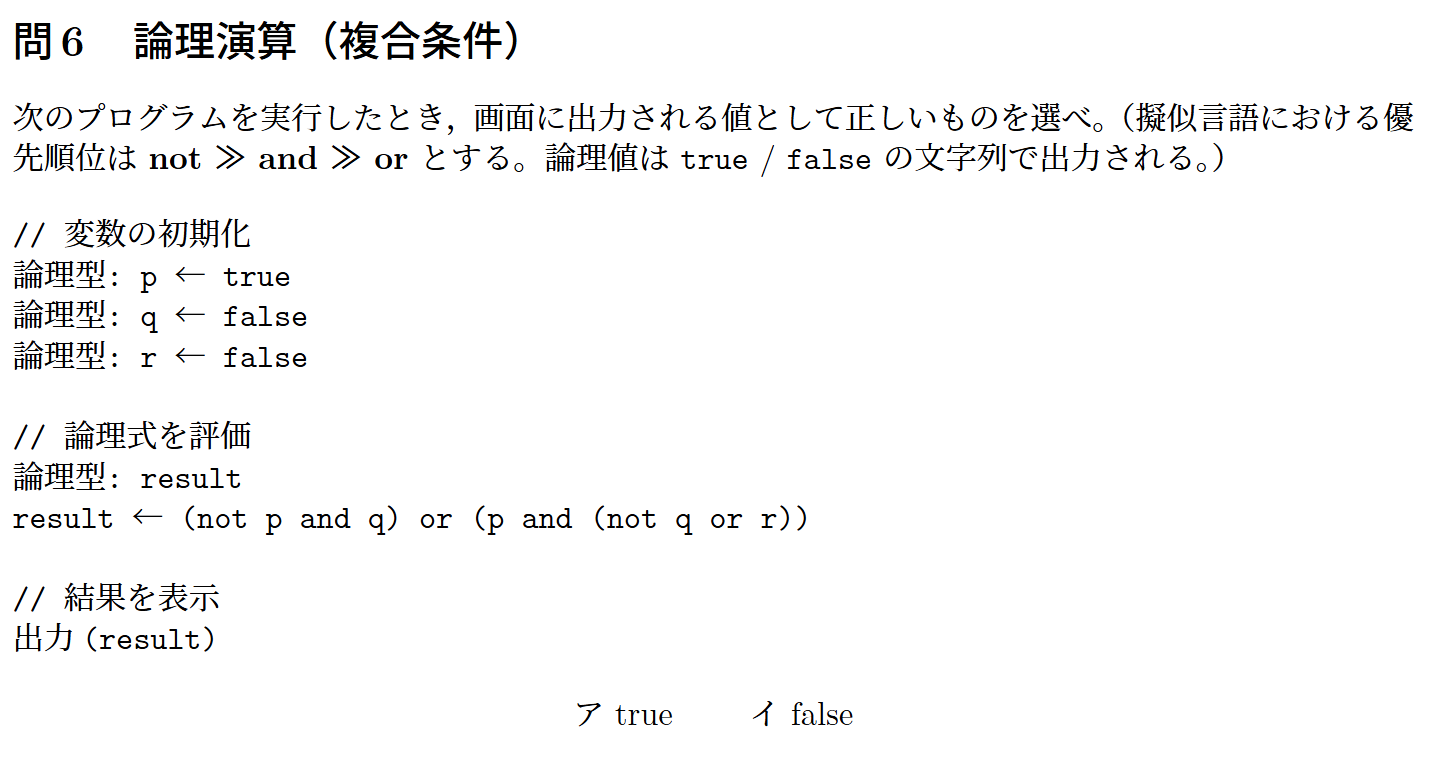 問 6　論理演算（複合条件）
次のプログラムを実行したとき，画面に出力される値として正しいものを選べ。（擬似言語における優
先順位は not ≫ and ≫ or とする。論理値は true / false の文字列で出力される。）
// 変数の初期化
論理型: p ← true
論理型: q ← false
論理型: r ← false
// 論理式を評価
論理型: result
result ← (not p and q) or (p and (not q or r))
// 結果を表示
出力(result)
ア true　　イ false